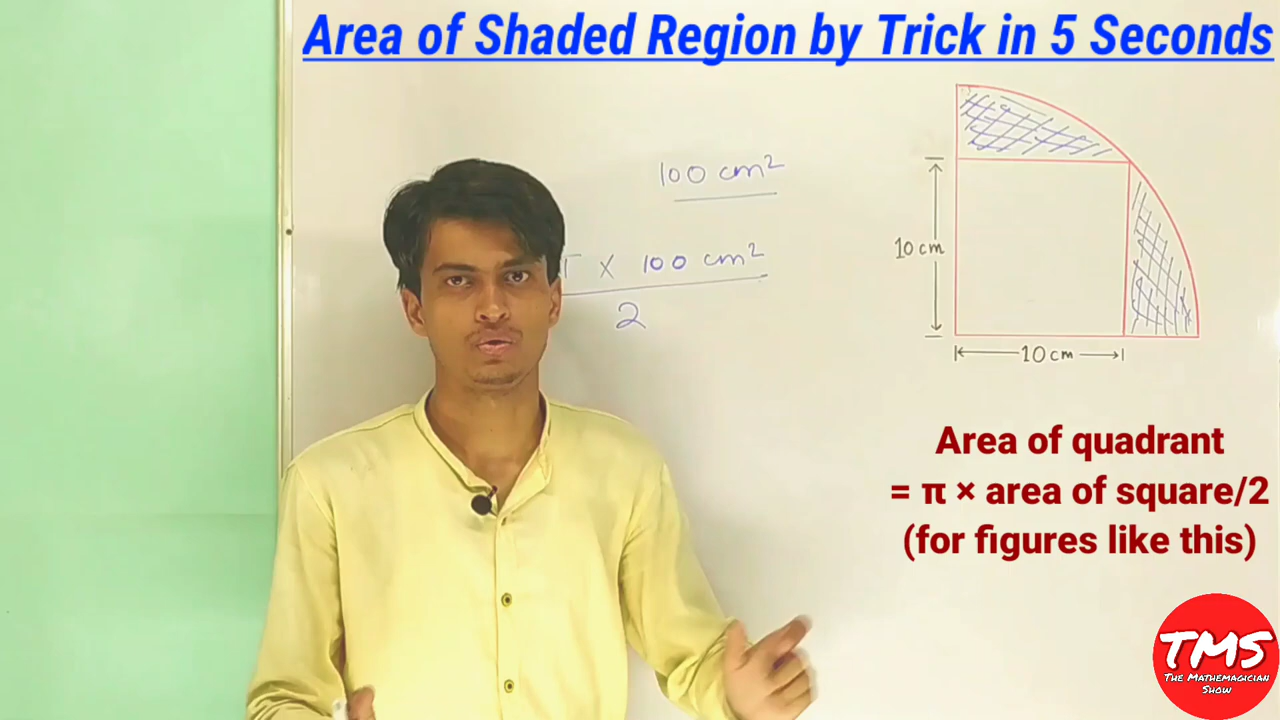 Area of Shaded Region by Trick in 5 Seconds
100 cm²
X 100 cm²
2
10 cm
10 cm
Area of quadrant
= π × area of square/2
(for figures like this)
TMS
THE MATHEMAGICIAN
SHOW